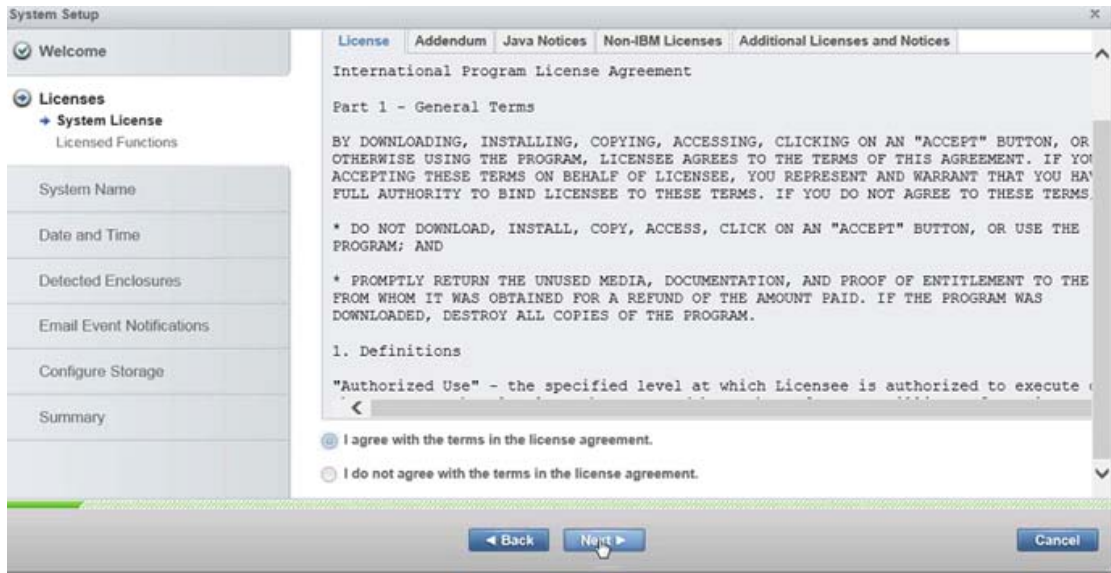 System Setup
Welcome
Licenses
System License
Licensed Functions
System Name
Date and Time
Detected Enclosures
Email Event Notifications
Configure Storage
Summary
License Addendum Java Notices Non-IBM Licenses Additional Licenses and Notices
International Program License Agreement
Part 1 - General Terms
BY DOWNLOADING, INSTALLING, COPYING, ACCESSING, CLICKING ON AN "ACCEPT" BUTTON, OR
OTHERWISE USING THE PROGRAM, LICENSEE AGREES TO THE TERMS OF THIS AGREEMENT. IF YOU
ACCEPTING THESE TERMS ON BEHALF OF LICENSEE, YOU REPRESENT AND WARRANT THAT YOU HA
FULL AUTHORITY TO BIND LICENSEE TO THESE TERMS. IF YOU DO NOT AGREE TO THESE TERMS,
* DO NOT DOWNLOAD, INSTALL, COPY, ACCESS, CLICK ON AN "ACCEPT" BUTTON, OR USE THE
PROGRAM; AND
* PROMPTLY RETURN THE UNUSED MEDIA, DOCUMENTATION, AND PROOF OF ENTITLEMENT TO THE
FROM WHOM IT WAS OBTAINED FOR A REFUND OF THE AMOUNT PAID. IF THE PROGRAM WAS
DOWNLOADED, DESTROY ALL COPIES OF THE PROGRAM.
1. Definitions
"Authorized Use" - the specified level at which Licensee is authorized to execute
I agree with the terms in the license agreement.
I do not agree with the terms in the license agreement.
Back Next Cancel